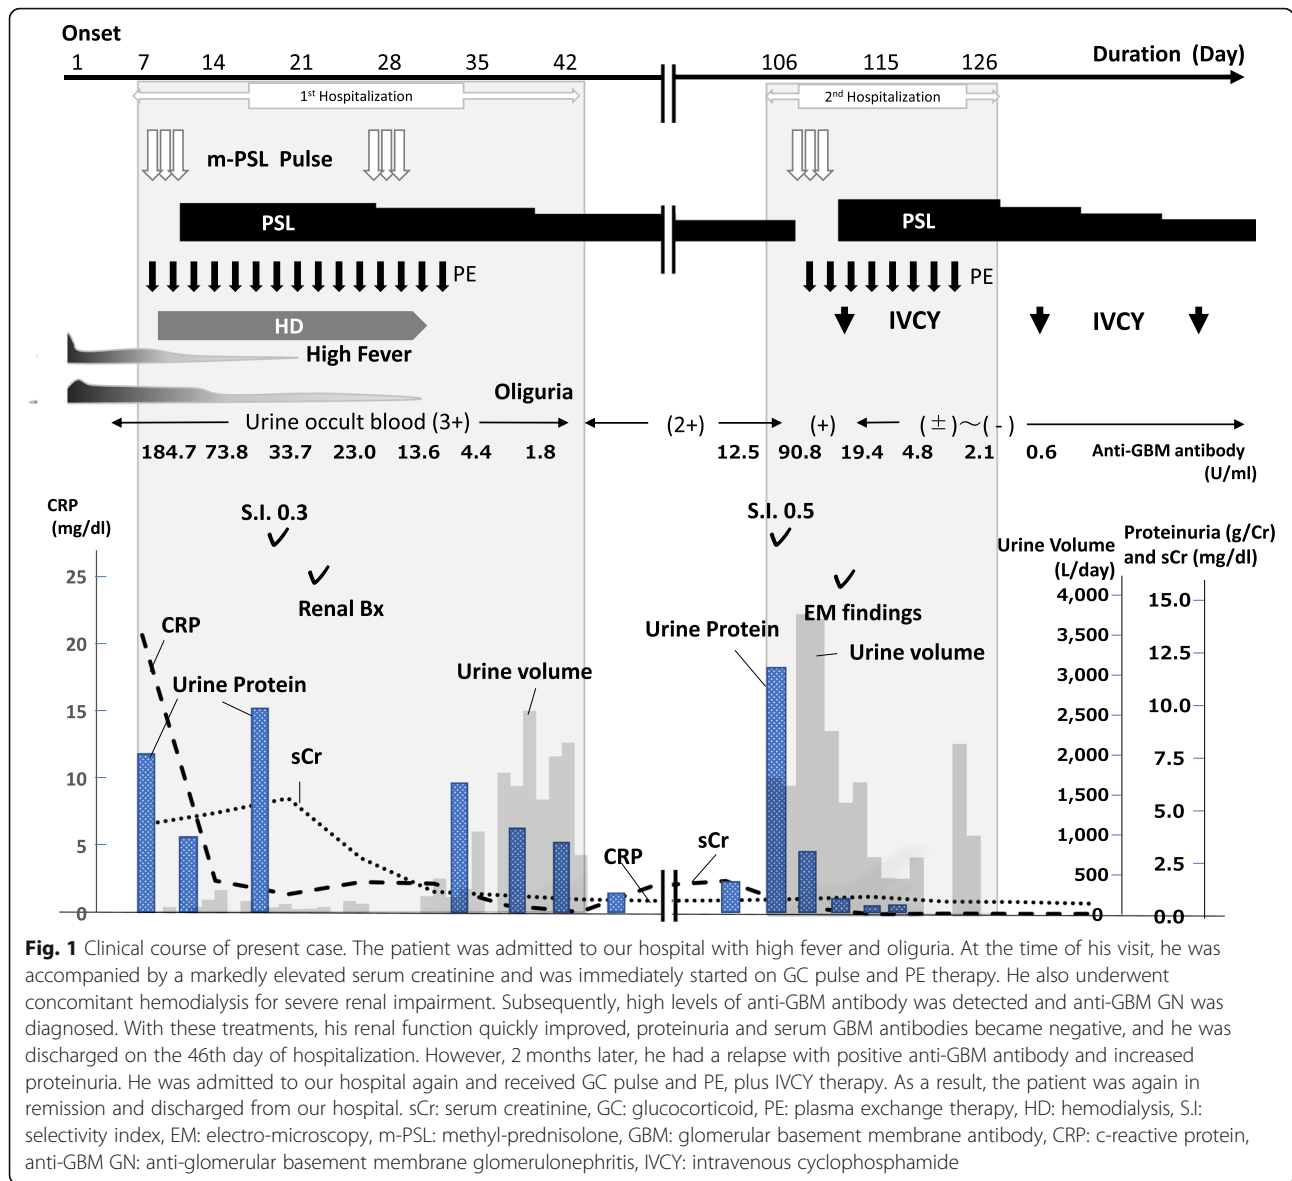 Onset
1 7 14 21 28 35 42 106 115 126 Duration (Day)
1st Hospitalization 2nd Hospitalization
m-PSL Pulse
PSL PSL
PE PE
HD IVCY IVCY
High Fever
Oliguria
Urine occult blood (3+) (2+) (+) (±)～(-)
184.7 73.8 33.7 23.0 13.6 4.4 1.8 12.5 90.8 19.4 4.8 2.1 0.6 Anti-GBM antibody
(U/ml)
CRP
(mg/dl)
S.I. 0.3 S.I. 0.5
Urine Volume
(L/day)
Proteinuria (g/Cr)
and sCr (mg/dl)
Renal Bx EM findings
CRP
Urine Protein
sCr
Urine volume
CRP
sCr
Urine Protein
Urine volume
25
20
15
10
5
0
4,000
3,500
3,000
2,500
2,000
1,500
1,000
500
0
15.0
12.5
10.0
7.5
5.0
2.5
0.0
Fig. 1 Clinical course of present case. The patient was admitted to our hospital with high fever and oliguria. At the time of his visit, he was
accompanied by a markedly elevated serum creatinine and was immediately started on GC pulse and PE therapy. He also underwent
concomitant hemodialysis for severe renal impairment. Subsequently, high levels of anti-GBM antibody was detected and anti-GBM GN was
diagnosed. With these treatments, his renal function quickly improved, proteinuria and serum GBM antibodies became negative, and he was
discharged on the 46th day of hospitalization. However, 2 months later, he had a relapse with positive anti-GBM antibody and increased
proteinuria. He was admitted to our hospital again and received GC pulse and PE, plus IVCY therapy. As a result, the patient was again in
remission and discharged from our hospital. sCr: serum creatinine, GC: glucocorticoid, PE: plasma exchange therapy, HD: hemodialysis, S.I:
selectivity index, EM: electro-microscopy, m-PSL: methyl-prednisolone, GBM: glomerular basement membrane antibody, CRP: c-reactive protein,
anti-GBM GN: anti-glomerular basement membrane glomerulonephritis, IVCY: intravenous cyclophosphamide